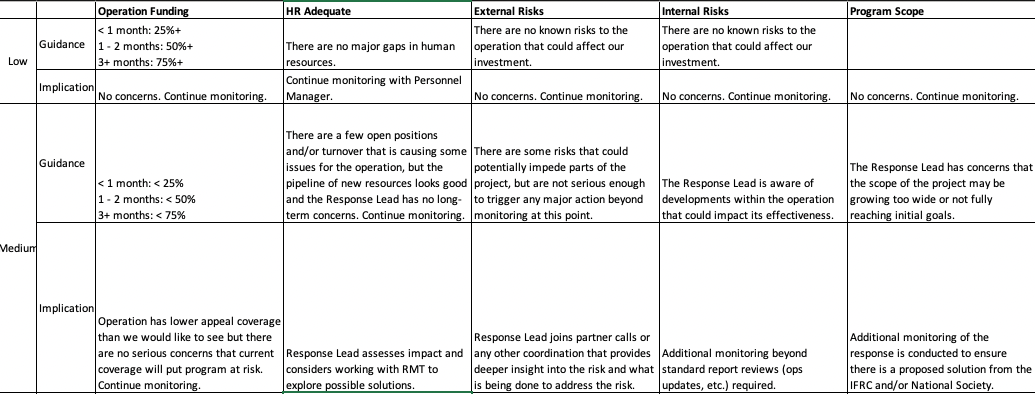 Operation Funding
HR Adequate
External Risks
Internal Risks
Program Scope
Low
Guidance
< 1 month: 25%+
1 - 2 months: 50%+
3+ months: 75%+
There are no major gaps in human
resources.
There are no known risks to the
operation that could affect our
investment.
There are no known risks to the
operation that could affect our
investment.
Implication
No concerns. Continue monitoring.
Continue monitoring with Personnel
Manager.
No concerns. Continue monitoring.
No concerns. Continue monitoring.
No concerns. Continue monitoring.
Medium
Guidance
< 1 month: < 25%
1 - 2 months: < 50%
3+ months: < 75%
There are a few open positions
and/or turnover that is causing some
issues for the operation, but the
pipeline of new resources looks good
and the Response Lead has no long-
term concerns. Continue monitoring.
There are some risks that could
potentially impede parts of the
project, but are not serious enough
to trigger any major action beyond
monitoring at this point.
The Response Lead is aware of
developments within the operation
that could impact its effectiveness.
The Response Lead has concerns that
the scope of the project may be
growing too wide or not fully
reaching initial goals.
Implication
Operation has lower appeal coverage
than we would like to see but there
are no serious concerns that current
coverage will put program at risk.
Continue monitoring.
Response Lead assesses impact and
considers working with RMT to
explore possible solutions.
Response Lead joins partner calls or
any other coordination that provides
deeper insight into the risk and what
is being done to address the risk.
Additional monitoring beyond
standard report reviews (ops
updates, etc.) required.
Additional monitoring of the
response is conducted to ensure
there is a proposed solution from the
IFRC and/or National Society.